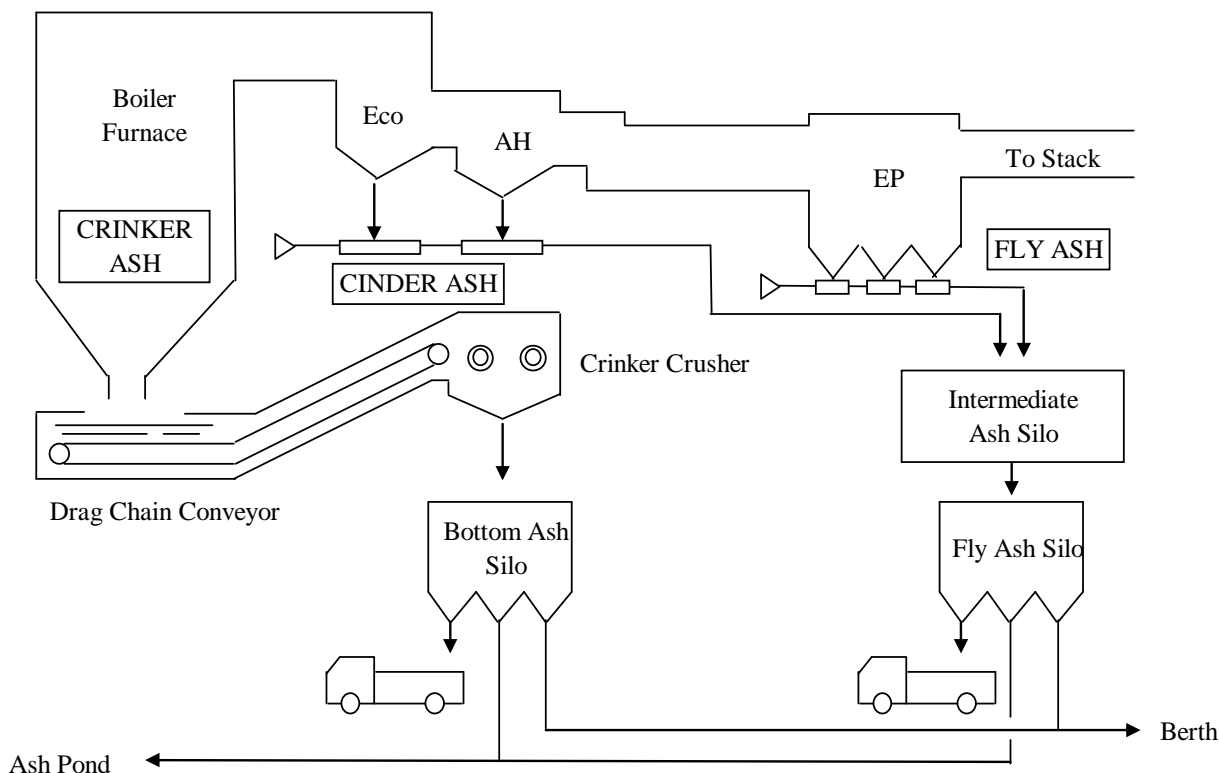 Boiler
Furnace
Eco
AH
EP
To Stack
CRINKER
ASH
CINDER ASH
FLY ASH
Crinker Crusher
Intermediate
Ash Silo
Drag Chain Conveyor
Bottom Ash
Silo
Fly Ash Silo
Berth
Ash Pond